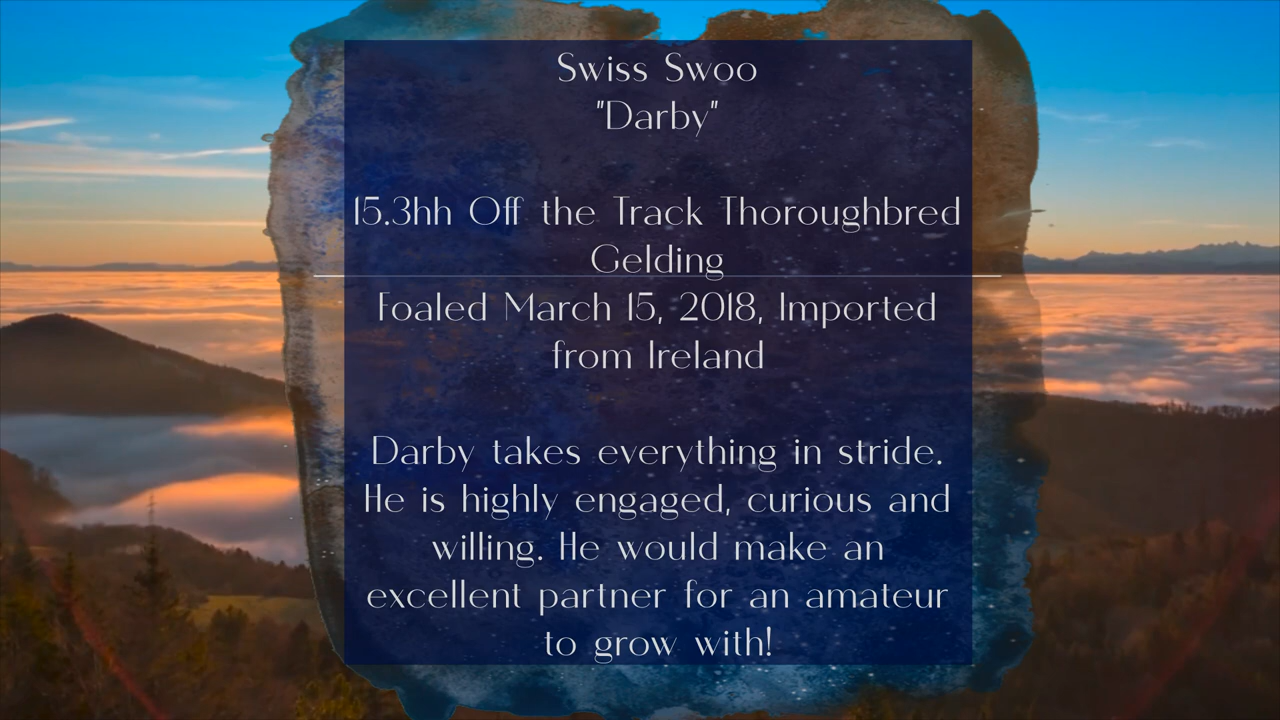 Swiss Swoo
"Darby"
15.3hh Off the Track Thoroughbred
Gelding
Foaled March 15, 2018, Imported
from Ireland
Darby takes everything in stride.
He is highly engaged, curious and
willing. He would make an
excellent partner for an amateur
to grow with!